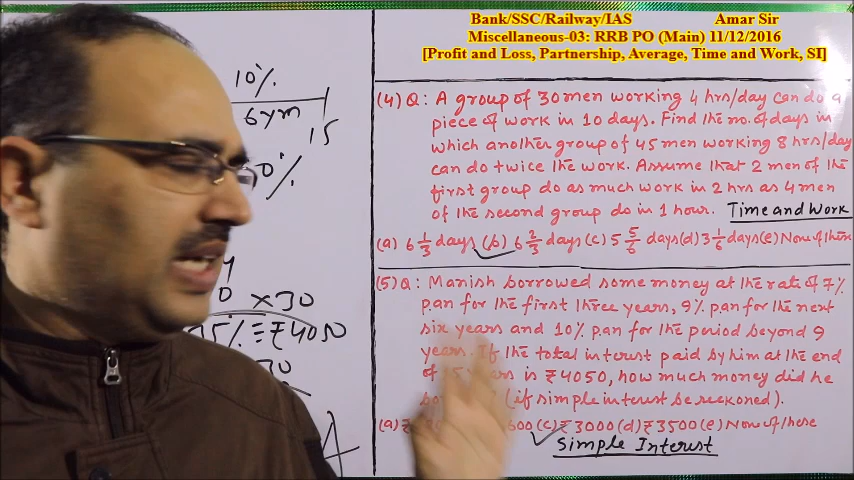 Bank/SSC/Railway/IAS Amar Sir
Miscellaneous-03: RRB PO (Main) 11/12/2016
[Profit and Loss, Partnership, Average, Time and Work, SI]
10%
6 yrs
15
0%
0 × 30
% ≡ ₹4050
30
(4) Q: A group of 30 men working 4 hrs/day can do a
piece of work in 10 days. Find the no. of days in
which another group of 45 men working 8 hrs/day
can do twice the work. Assume that 2 men of the
first group do as much work in 2 hrs as 4 men
of the second group do in 1 hour. Time and Work
(a) 6 1/3 days (b) 6 2/3 days (c) 5 5/6 days (d) 3 1/6 days (e) None of these
(5) Q: Manish borrowed some money at the rate of 7%
p.an for the first three years, 9% p.an for the next
six years and 10% p.an for the period beyond 9
years. If the total interest paid by him at the end
of 15 years is ₹4050, how much money did he
(if simple interest be reckoned).
(a) ₹ 600 (c) ₹3000 (d) ₹3500 (e) None of these
Simple Interest